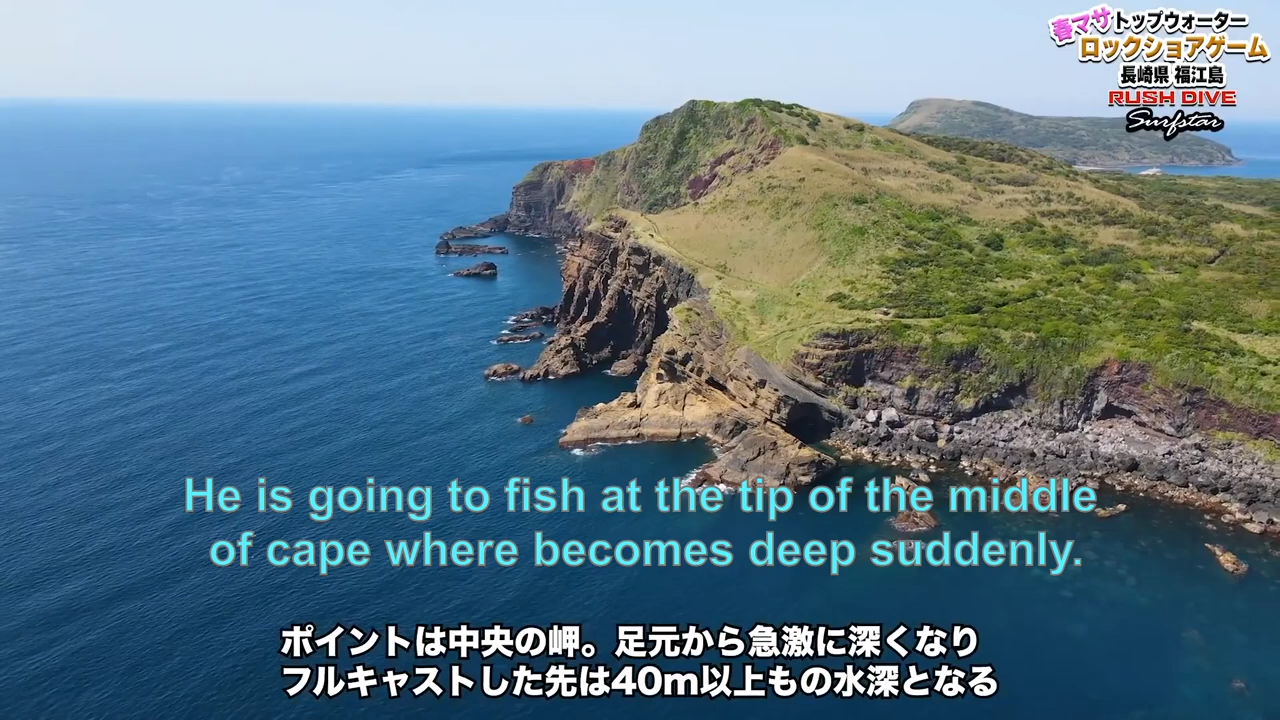 春マサトップウォーター
ロックショアゲーム
長崎県 福江島
RUSH DIVE
Surfstar
He is going to fish at the tip of the middle
of cape where becomes deep suddenly.
ポイントは中央の岬。足元から急激に深くなり
フルキャストした先は40m以上もの水深となる